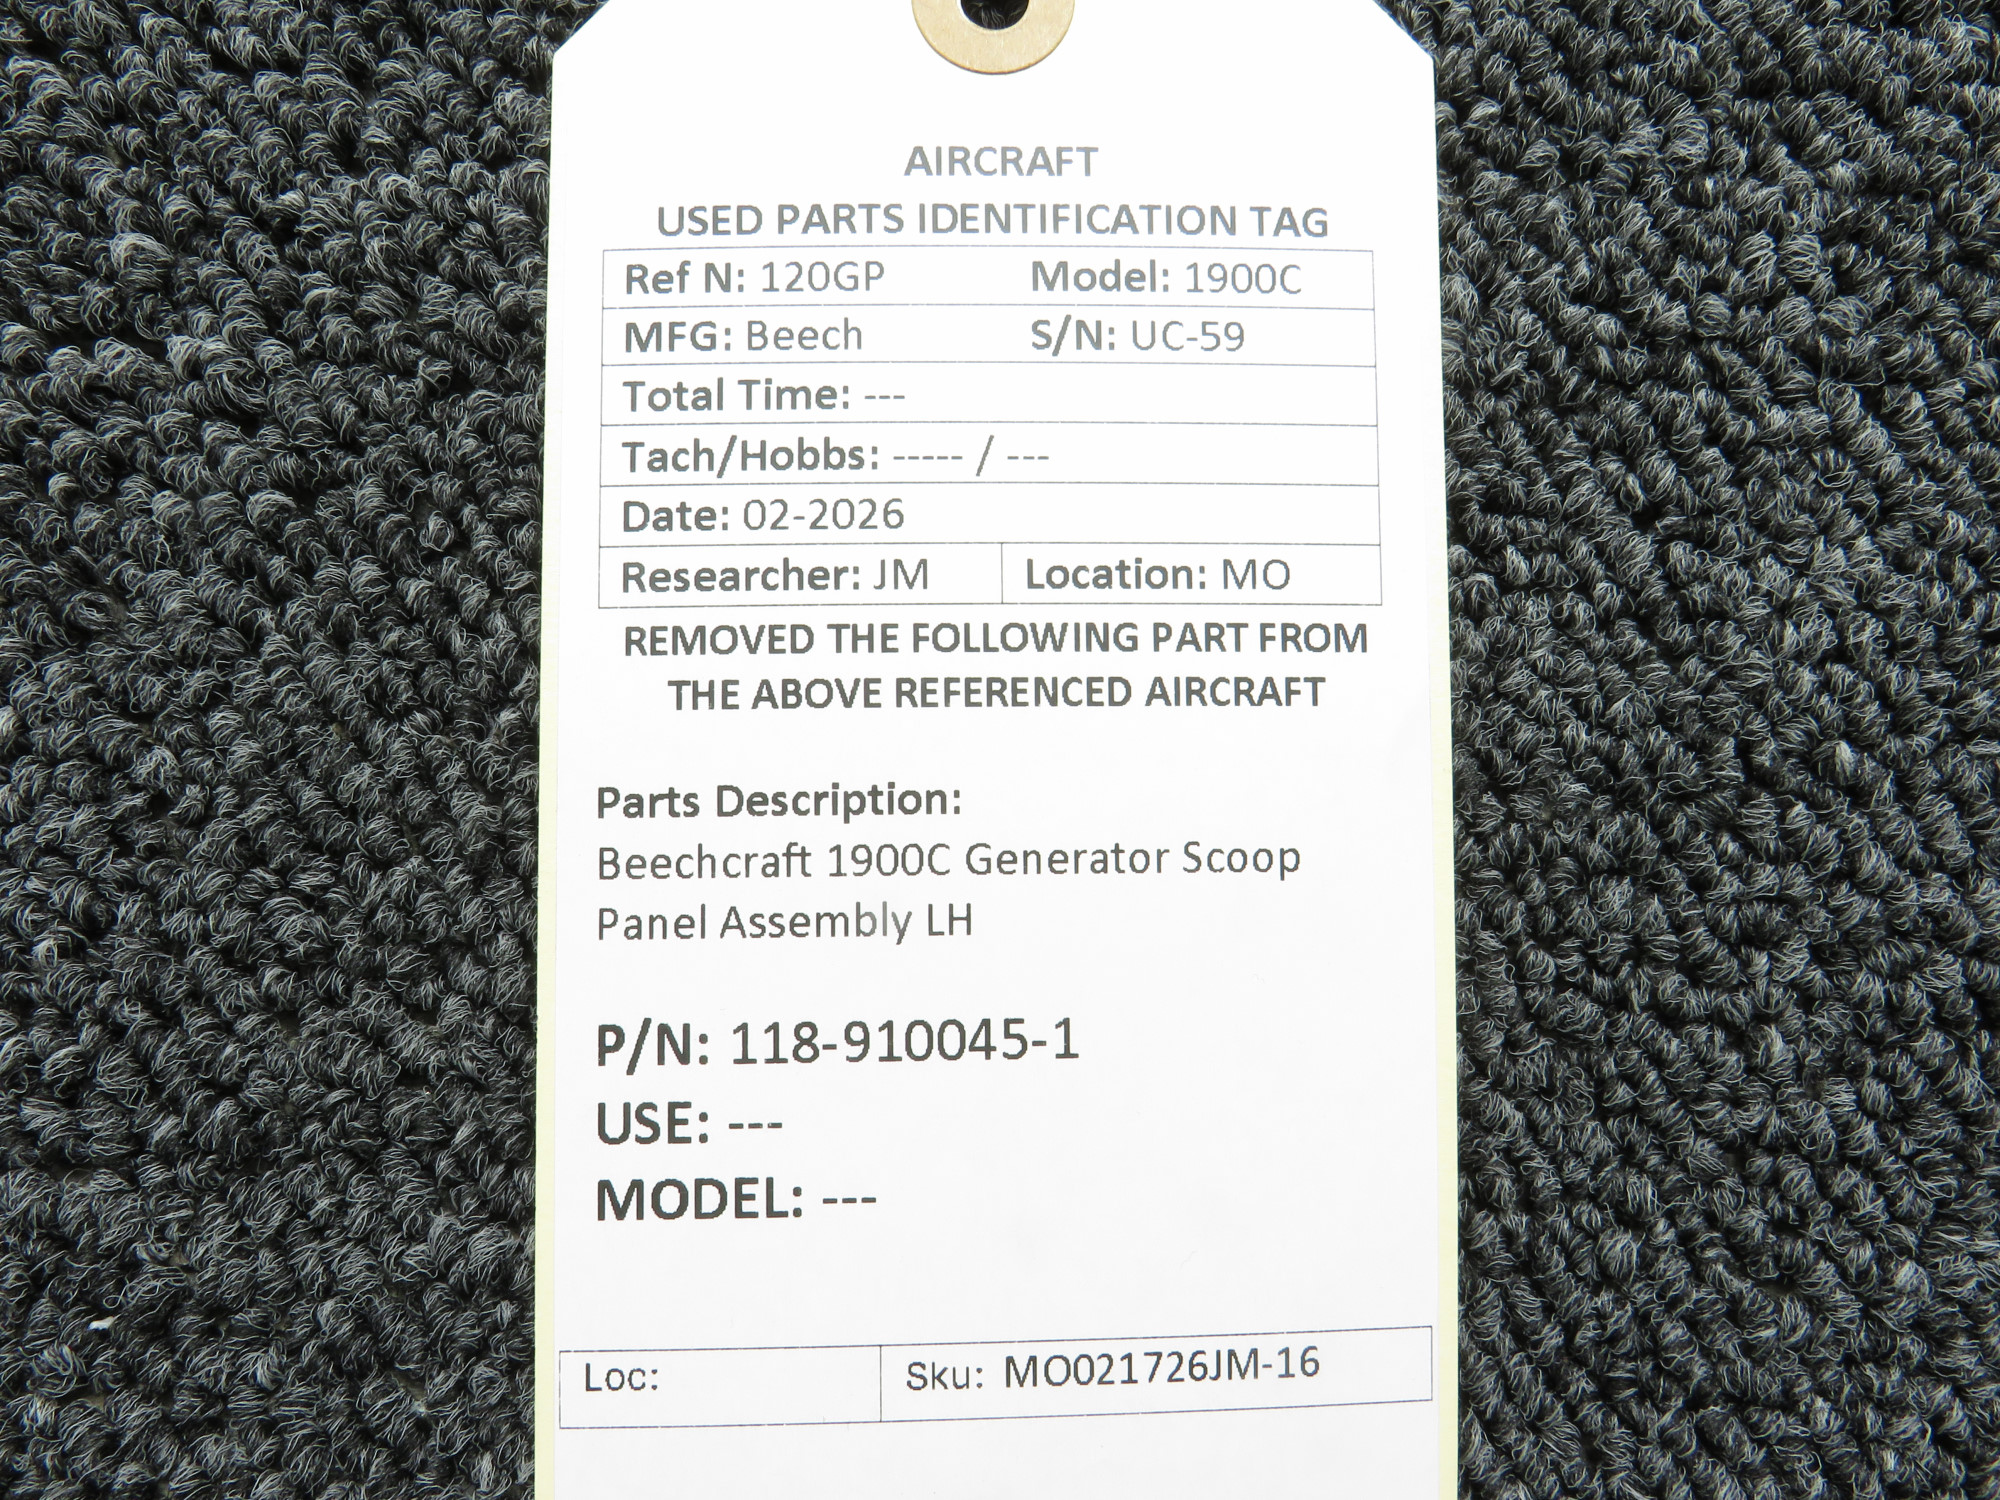 AIRCRAFT
USED PARTS IDENTIFICATION TAG
Ref N: 120GP Model: 1900C
MFG: Beech S/N: UC-59
Total Time: ---
Tach/Hobbs: ----- / ---
Date: 02-2026
Researcher: JM Location: MO
REMOVED THE FOLLOWING PART FROM
THE ABOVE REFERENCED AIRCRAFT
Parts Description:
Beechcraft 1900C Generator Scoop
Panel Assembly LH
P/N: 118-910045-1
USE: ---
MODEL: ---
Loc: Sku: MO021726JM-16